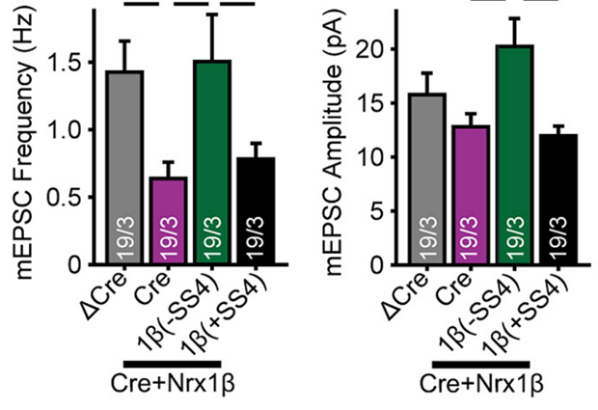 mEPSC Frequency (Hz)
1.5
1.0
0.5
0
19/3
19/3
19/3
19/3
ΔCre
Cre
1β(-SS4)
1β(+SS4)
Cre+Nrx1β
mEPSC Amplitude (pA)
20
15
10
5
0
19/3
19/3
19/3
19/3
ΔCre
Cre
1β(-SS4)
1β(+SS4)
Cre+Nrx1β